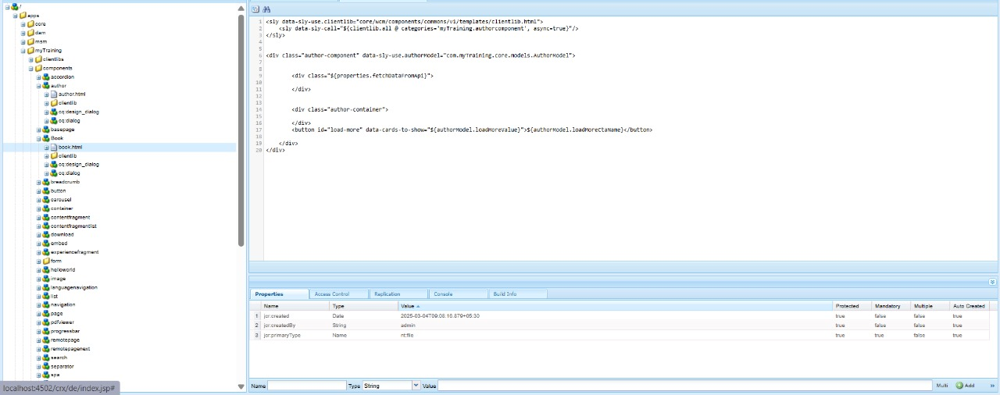 /
apps
core
dam
msm
myTraining
clientlibs
components
accordion
author
author.html
clientlib
cq:design_dialog
cq:dialog
basepage
Book
book.html
clientlib
cq:design_dialog
cq:dialog
breadcrumb
button
carousel
container
contentfragment
contentfragmentlist
download
embed
experiencefragment
form
helloworld
image
languagenavigation
list
navigation
page
pdfviewer
progressbar
remotepage
remotepagenext
search
separator
spa
localhost:4502/crx/de/index.jsp#
1 <sly data-sly-use.clientlib="core/wcm/components/commons/v1/templates/clientlib.html">
2 <sly data-sly-call="${clientlib.all @ categories='myTraining.authorcomponent', async=true}"/>
3 </sly>
4
5
6 <div class="author-component" data-sly-use.authorModel="com.myTraining.core.models.AuthorModel">
7
8
9 <div class="${properties.fetchDataFromApi}">
10
11 </div>
12
13
14 <div class="author-container">
15
16 </div>
17 <button id="load-more" data-cards-to-show="${authorModel.loadMoreValue}">${authorModel.loadMoreCtaName}</button>
18
19 </div>
20 </div>
Properties Access Control Replication Console Build Info
Name Type Value Protected Mandatory Multiple Auto Created
1 jcr:created Date 2025-03-04T09:08:16.879+05:30 true false false true
2 jcr:createdBy String admin true false false true
3 jcr:primaryType Name nt:file true true false true
Name Type String Value Multi Add »